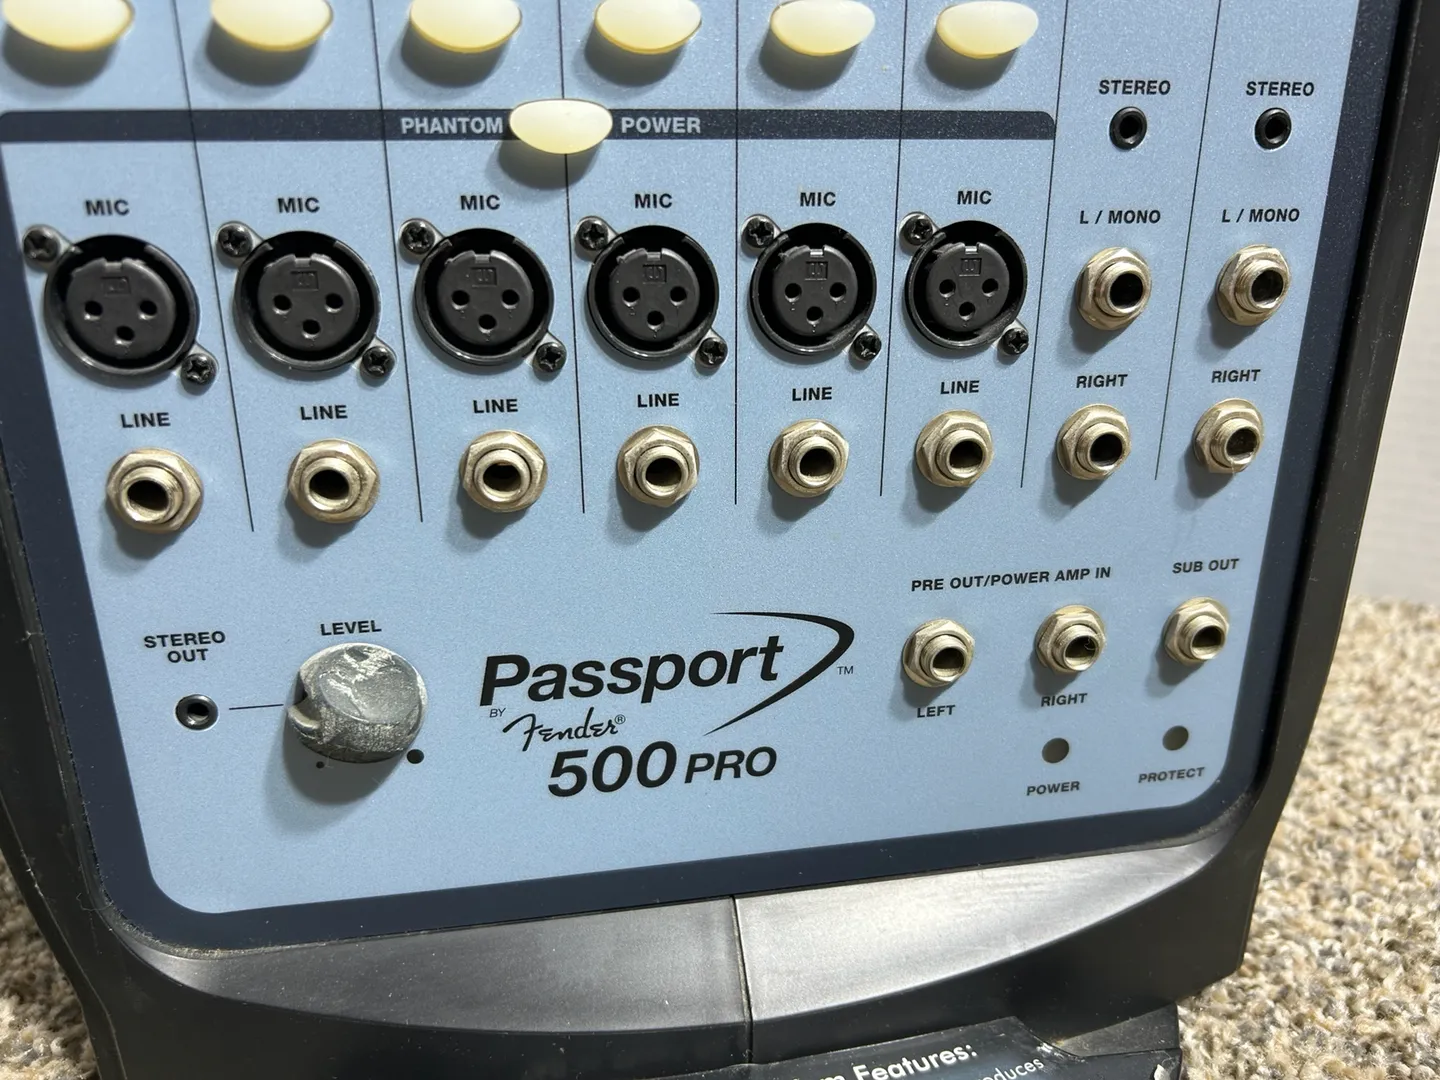 STEREO STEREO
PHANTOM POWER
MIC MIC MIC MIC MIC MIC
L / MONO L / MONO
LINE LINE LINE LINE LINE LINE
RIGHT RIGHT
PRE OUT/POWER AMP IN
SUB OUT
STEREO
OUT
LEVEL
Passport™
BY Fender®
500 PRO
LEFT
RIGHT
POWER
PROTECT
Features: